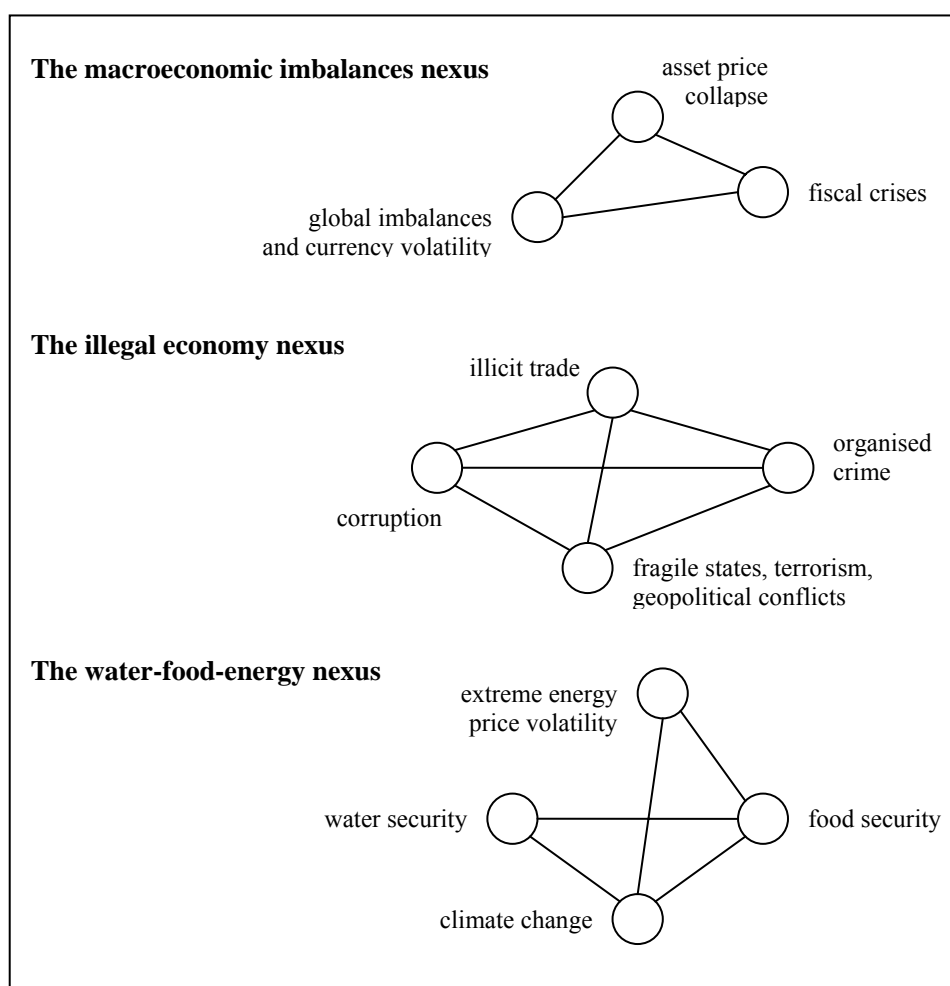 The macroeconomic imbalances nexus
asset price
collapse
fiscal crises
global imbalances
and currency volatility
The illegal economy nexus
illicit trade
organised
crime
corruption
fragile states, terrorism,
geopolitical conflicts
The water-food-energy nexus
extreme energy
price volatility
water security
food security
climate change